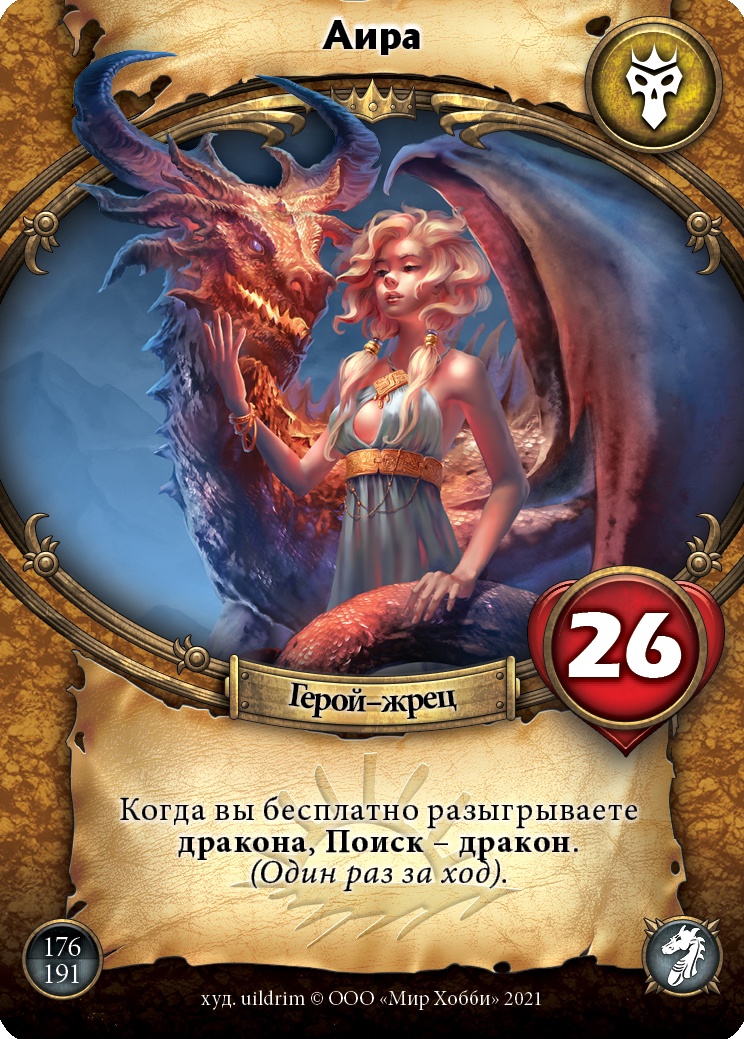 Аира
26
Герой–жрец
Когда вы бесплатно разыгрываете
дракона, Поиск – дракон.
(Один раз за ход).
176
191
худ. uildrim © ООО «Мир Хобби» 2021